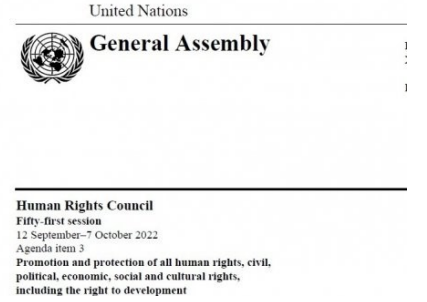 United Nations
General Assembly
Human Rights Council
Fifty-first session
12 September–7 October 2022
Agenda item 3
Promotion and protection of all human rights, civil,
political, economic, social and cultural rights,
including the right to development